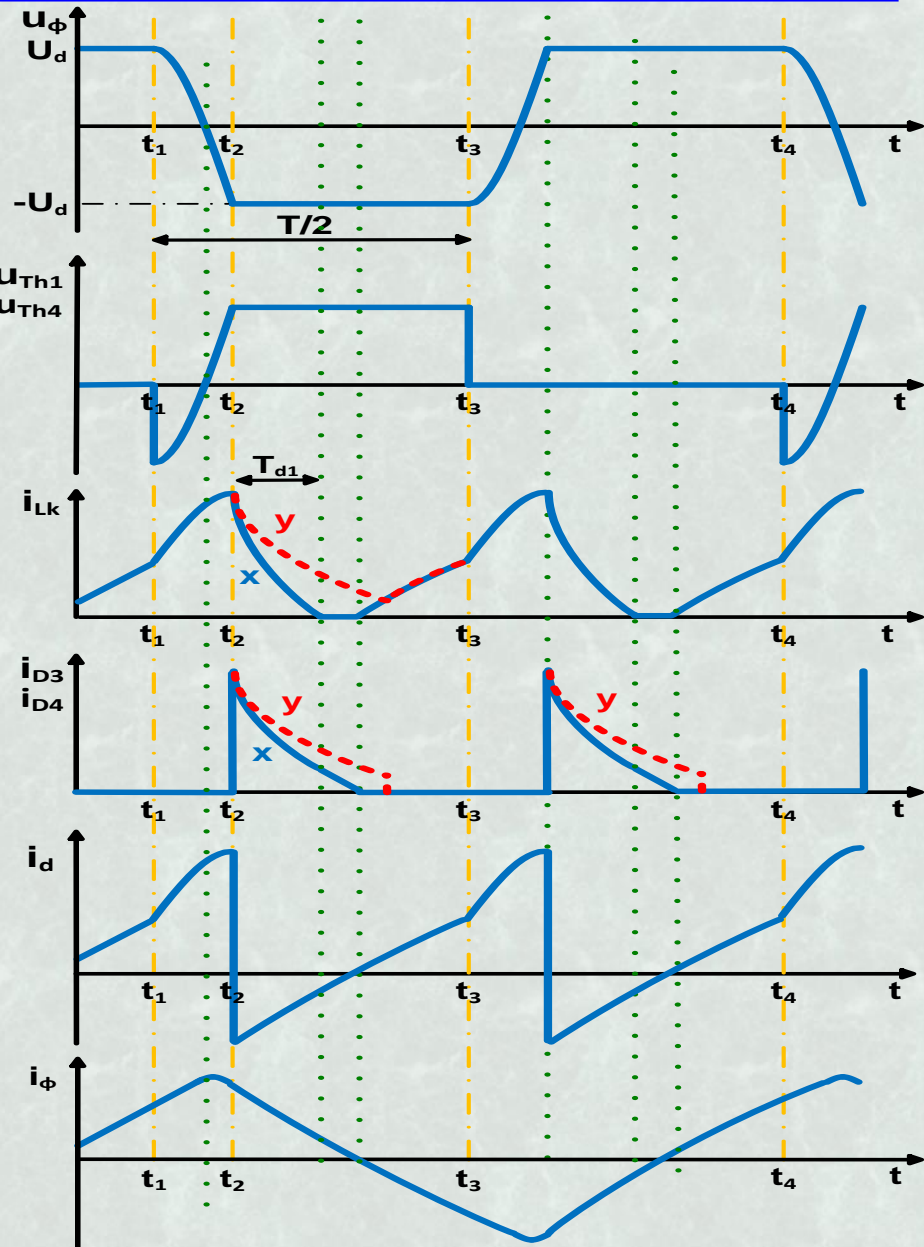 uϕ
Ud
t1 t2 t3 t4 t
-Ud
T/2
uTh1
uTh4
t1 t2 t3 t4 t
Td1
iLk
y
x
t1 t2 t3 t4 t
iD3
iD4
y y
x
t1 t2 t3 t4 t
id
t1 t2 t3 t4 t
iϕ
t1 t2 t3 t4 t